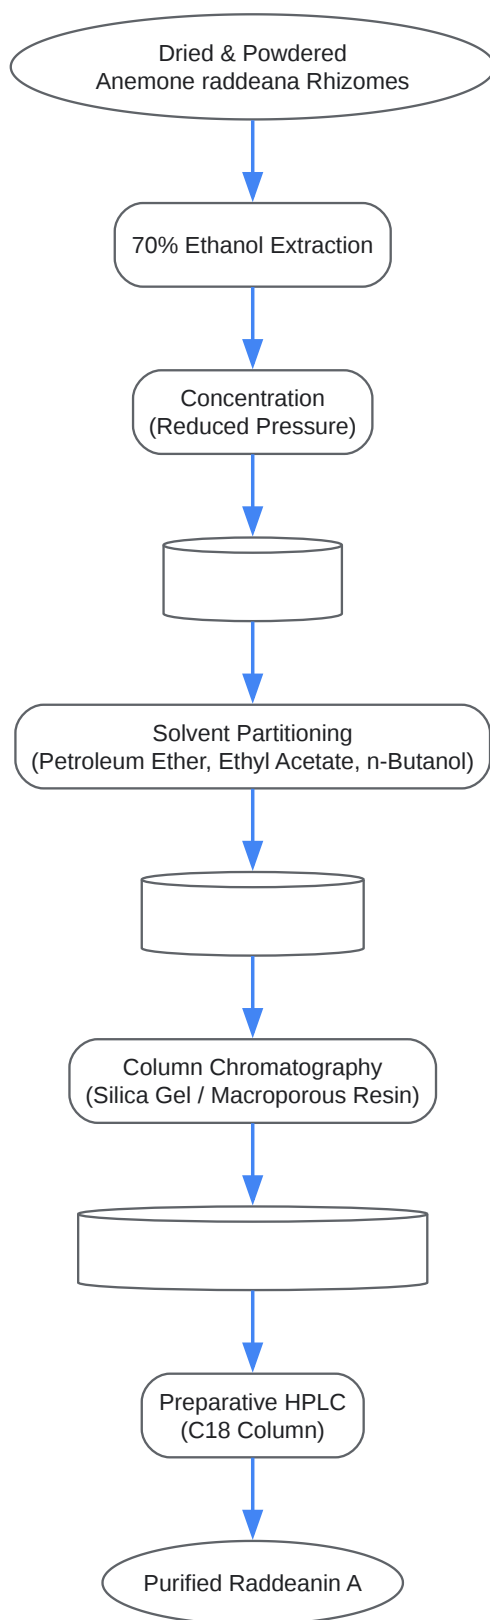 Dried & Powdered
Anemone raddeana Rhizomes
70% Ethanol Extraction
Concentration
(Reduced Pressure)
Solvent Partitioning
(Petroleum Ether, Ethyl Acetate, n-Butanol)
Column Chromatography
(Silica Gel / Macroporous Resin)
Preparative HPLC
(C18 Column)
Purified Raddeanin A